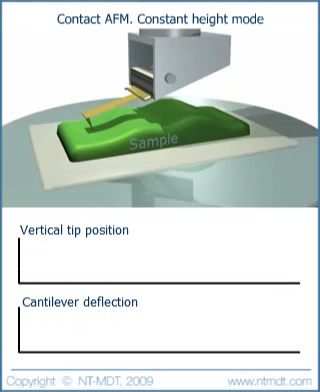 Contact AFM. Constant height mode
Sample
Vertical tip position
Cantilever deflection
Copyright © NT-MDT, 2009 www.ntmdt.com